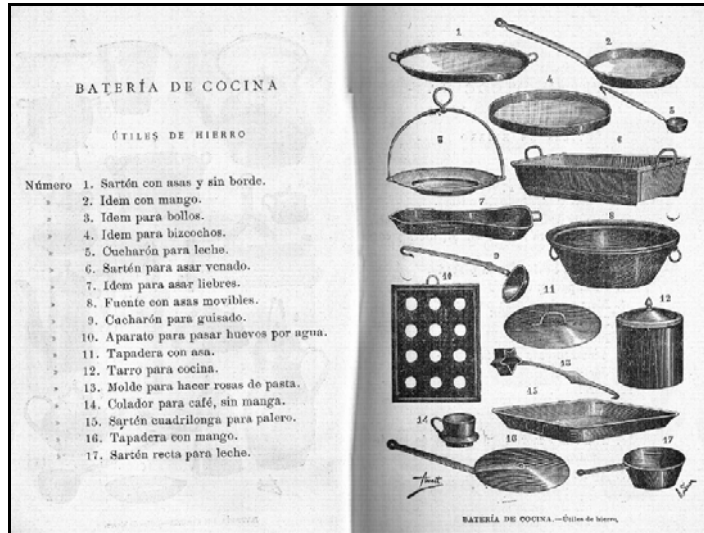 BATERÍA DE COCINA
ÚTILES DE HIERRO
Número 1. Sartén con asas y sin borde.
» 2. Idem con mango.
» 3. Idem para bollos.
» 4. Idem para bizcochos.
» 5. Cucharón para leche.
» 6. Sartén para asar venado.
» 7. Idem para asar liebres.
» 8. Fuente con asas movibles.
» 9. Cucharón para guisado.
» 10. Aparato para pasar huevos por agua.
» 11. Tapadera con asa.
» 12. Tarro para cocina.
» 13. Molde para hacer rosas de pasta.
» 14. Colador para café, sin manga.
» 15. Sartén cuadrilonga para palero.
» 16. Tapadera con mango.
» 17. Sartén recta para leche.
1
2
4
5
3
6
7
8
9
10
11
12
13
15
14
16
17
BATERÍA DE COCINA.—Útiles de hierro,